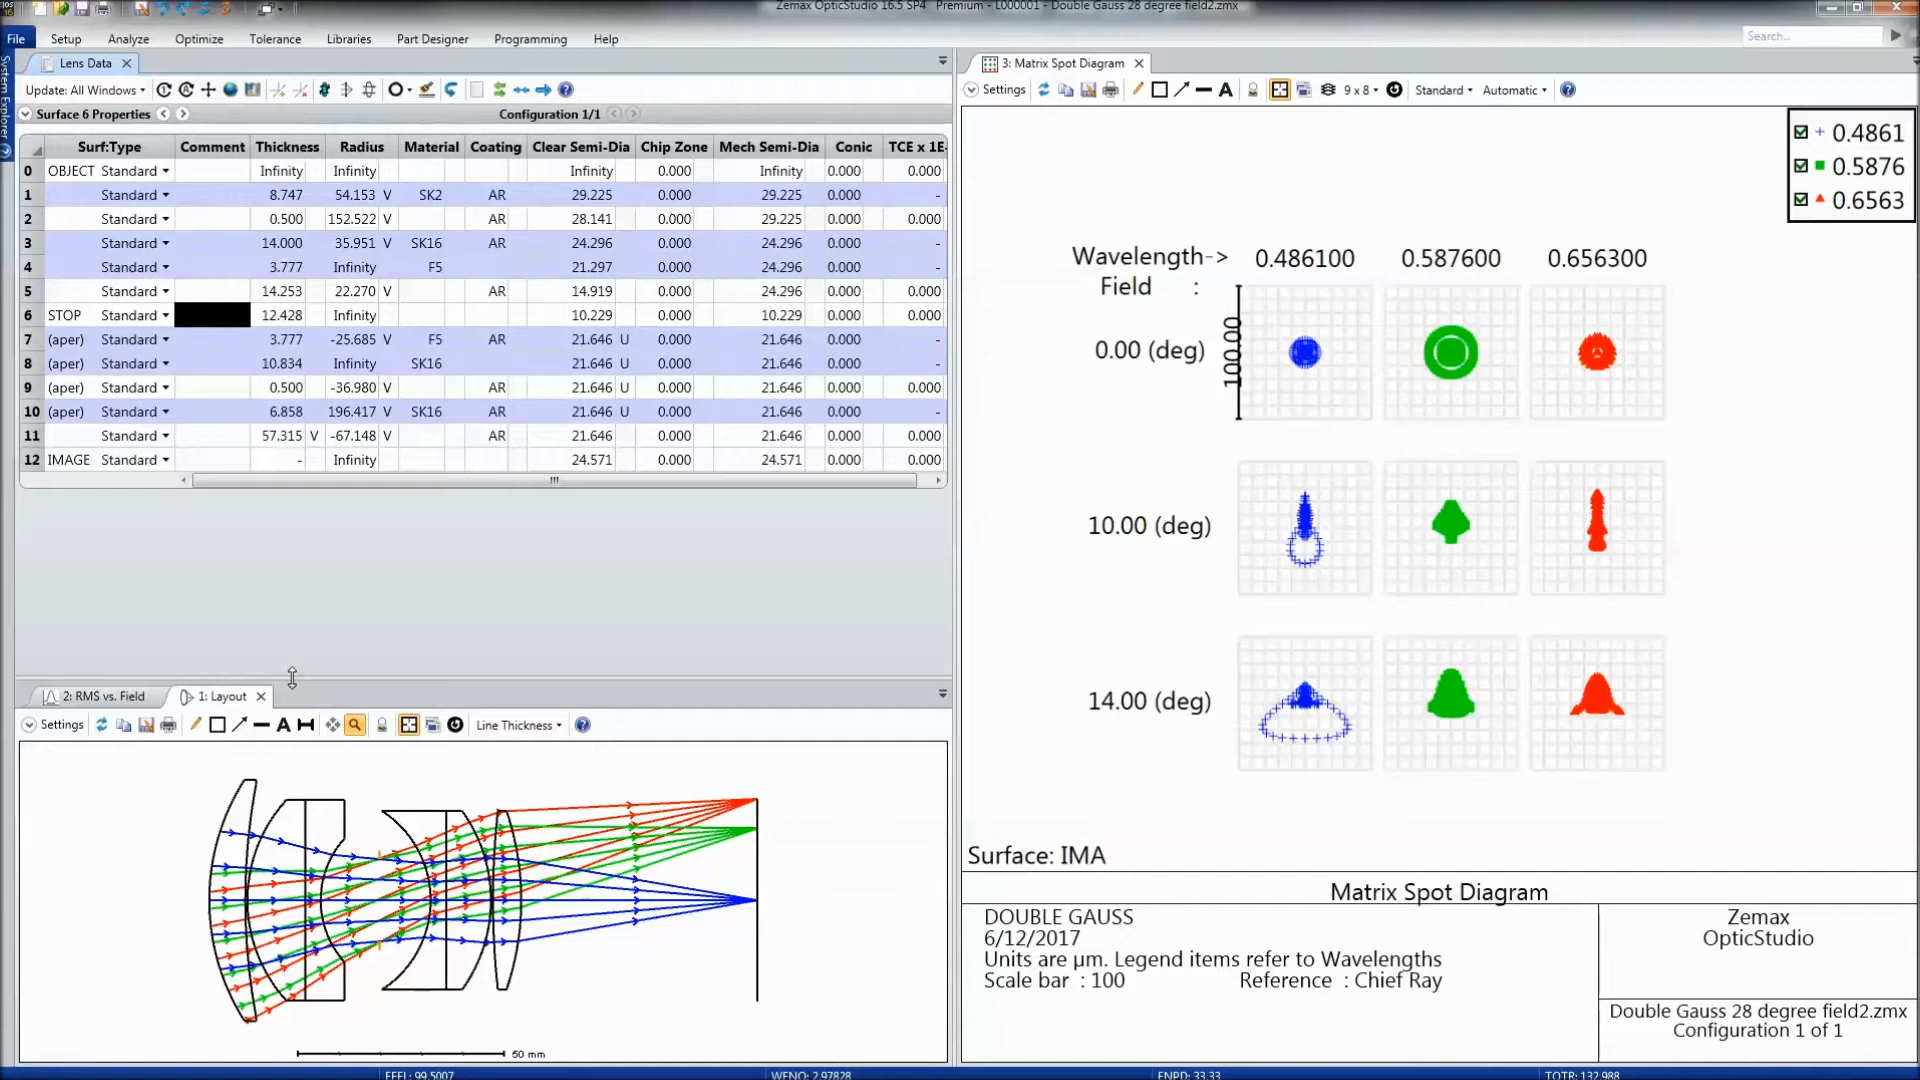 Zemax OpticStudio 16.5 SP4 Premium - L000001 - Double Gauss 28 degree field2.zmx
File Setup Analyze Optimize Tolerance Libraries Part Designer Programming Help Search...
System Explorer
Lens Data
Update: All Windows
Surface 6 Properties Configuration 1/1
Surf:Type Comment Thickness Radius Material Coating Clear Semi-Dia Chip Zone Mech Semi-Dia Conic TCE x 1E-
0 OBJECT Standard Infinity Infinity Infinity 0.000 Infinity 0.000 0.000
1 Standard 8.747 54.153 V SK2 AR 29.225 0.000 29.225 0.000 -
2 Standard 0.500 152.522 V AR 28.141 0.000 29.225 0.000 0.000
3 Standard 14.000 35.951 V SK16 AR 24.296 0.000 24.296 0.000 -
4 Standard 3.777 Infinity F5 21.297 0.000 24.296 0.000 -
5 Standard 14.253 22.270 V AR 14.919 0.000 24.296 0.000 0.000
6 STOP Standard 12.428 Infinity 10.229 0.000 10.229 0.000 0.000
7 (aper) Standard 3.777 -25.685 V F5 AR 21.646 U 0.000 21.646 0.000 -
8 (aper) Standard 10.834 Infinity SK16 21.646 U 0.000 21.646 0.000 -
9 (aper) Standard 0.500 -36.980 V AR 21.646 U 0.000 21.646 0.000 0.000
10 (aper) Standard 6.858 196.417 V SK16 AR 21.646 U 0.000 21.646 0.000 -
11 Standard 57.315 V -67.148 V AR 21.646 0.000 21.646 0.000 0.000
12 IMAGE Standard - Infinity 24.571 0.000 24.571 0.000 0.000
2: RMS vs. Field 1: Layout
Settings Line Thickness
50 mm
3: Matrix Spot Diagram
Settings 9 x 8 Standard Automatic
+ 0.4861
0.5876
0.6563
Wavelength-> 0.486100 0.587600 0.656300
Field :
100.00
0.00 (deg)
10.00 (deg)
14.00 (deg)
Surface: IMA
Matrix Spot Diagram
DOUBLE GAUSS
6/12/2017
Units are µm. Legend items refer to Wavelengths
Scale bar : 100 Reference : Chief Ray
Zemax
OpticStudio
Double Gauss 28 degree field2.zmx
Configuration 1 of 1
EFFL: 99.5007 WFNO: 2.97828 ENPD: 33.33 TOTR: 132.988